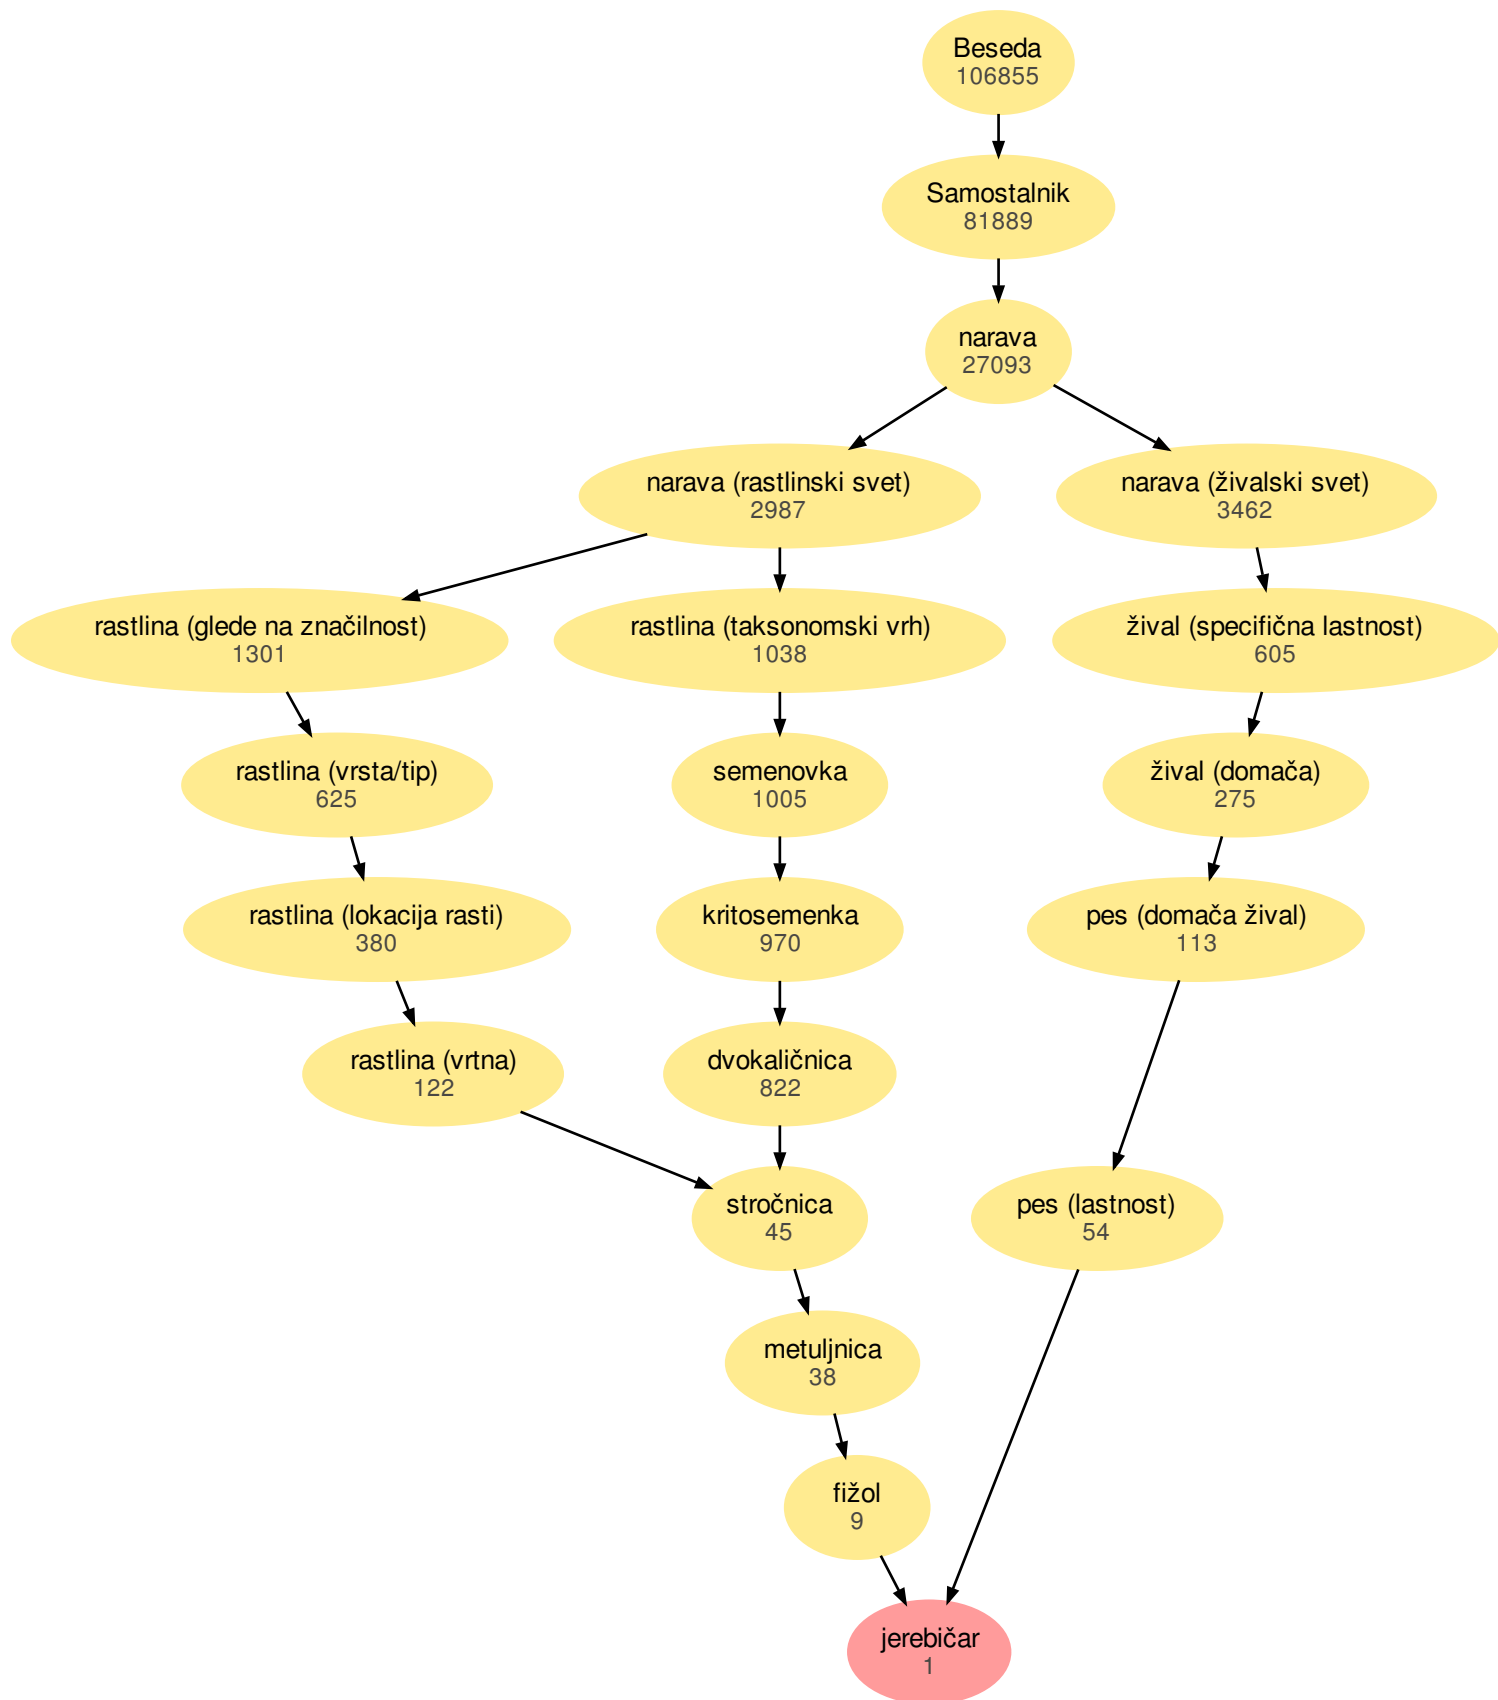 Beseda
106855
Samostalnik
81889
narava
27093
narava (rastlinski svet)
2987
narava (živalski svet)
3462
rastlina (glede na značilnost)
1301
rastlina (taksonomski vrh)
1038
žival (specifična lastnost)
605
rastlina (vrsta/tip)
625
semenovka
1005
žival (domača)
275
rastlina (lokacija rasti)
380
kritosemenka
970
pes (domača žival)
113
rastlina (vrtna)
122
dvokaličnica
822
stročnica
45
pes (lastnost)
54
metuljnica
38
fižol
9
jerebičar
1